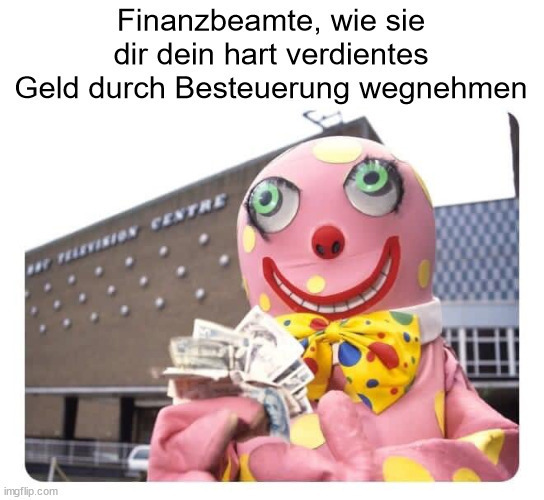 Finanzbeamte, wie sie
dir dein hart verdientes
Geld durch Besteuerung wegnehmen
BBC TELEVISION CENTRE
imgflip.com